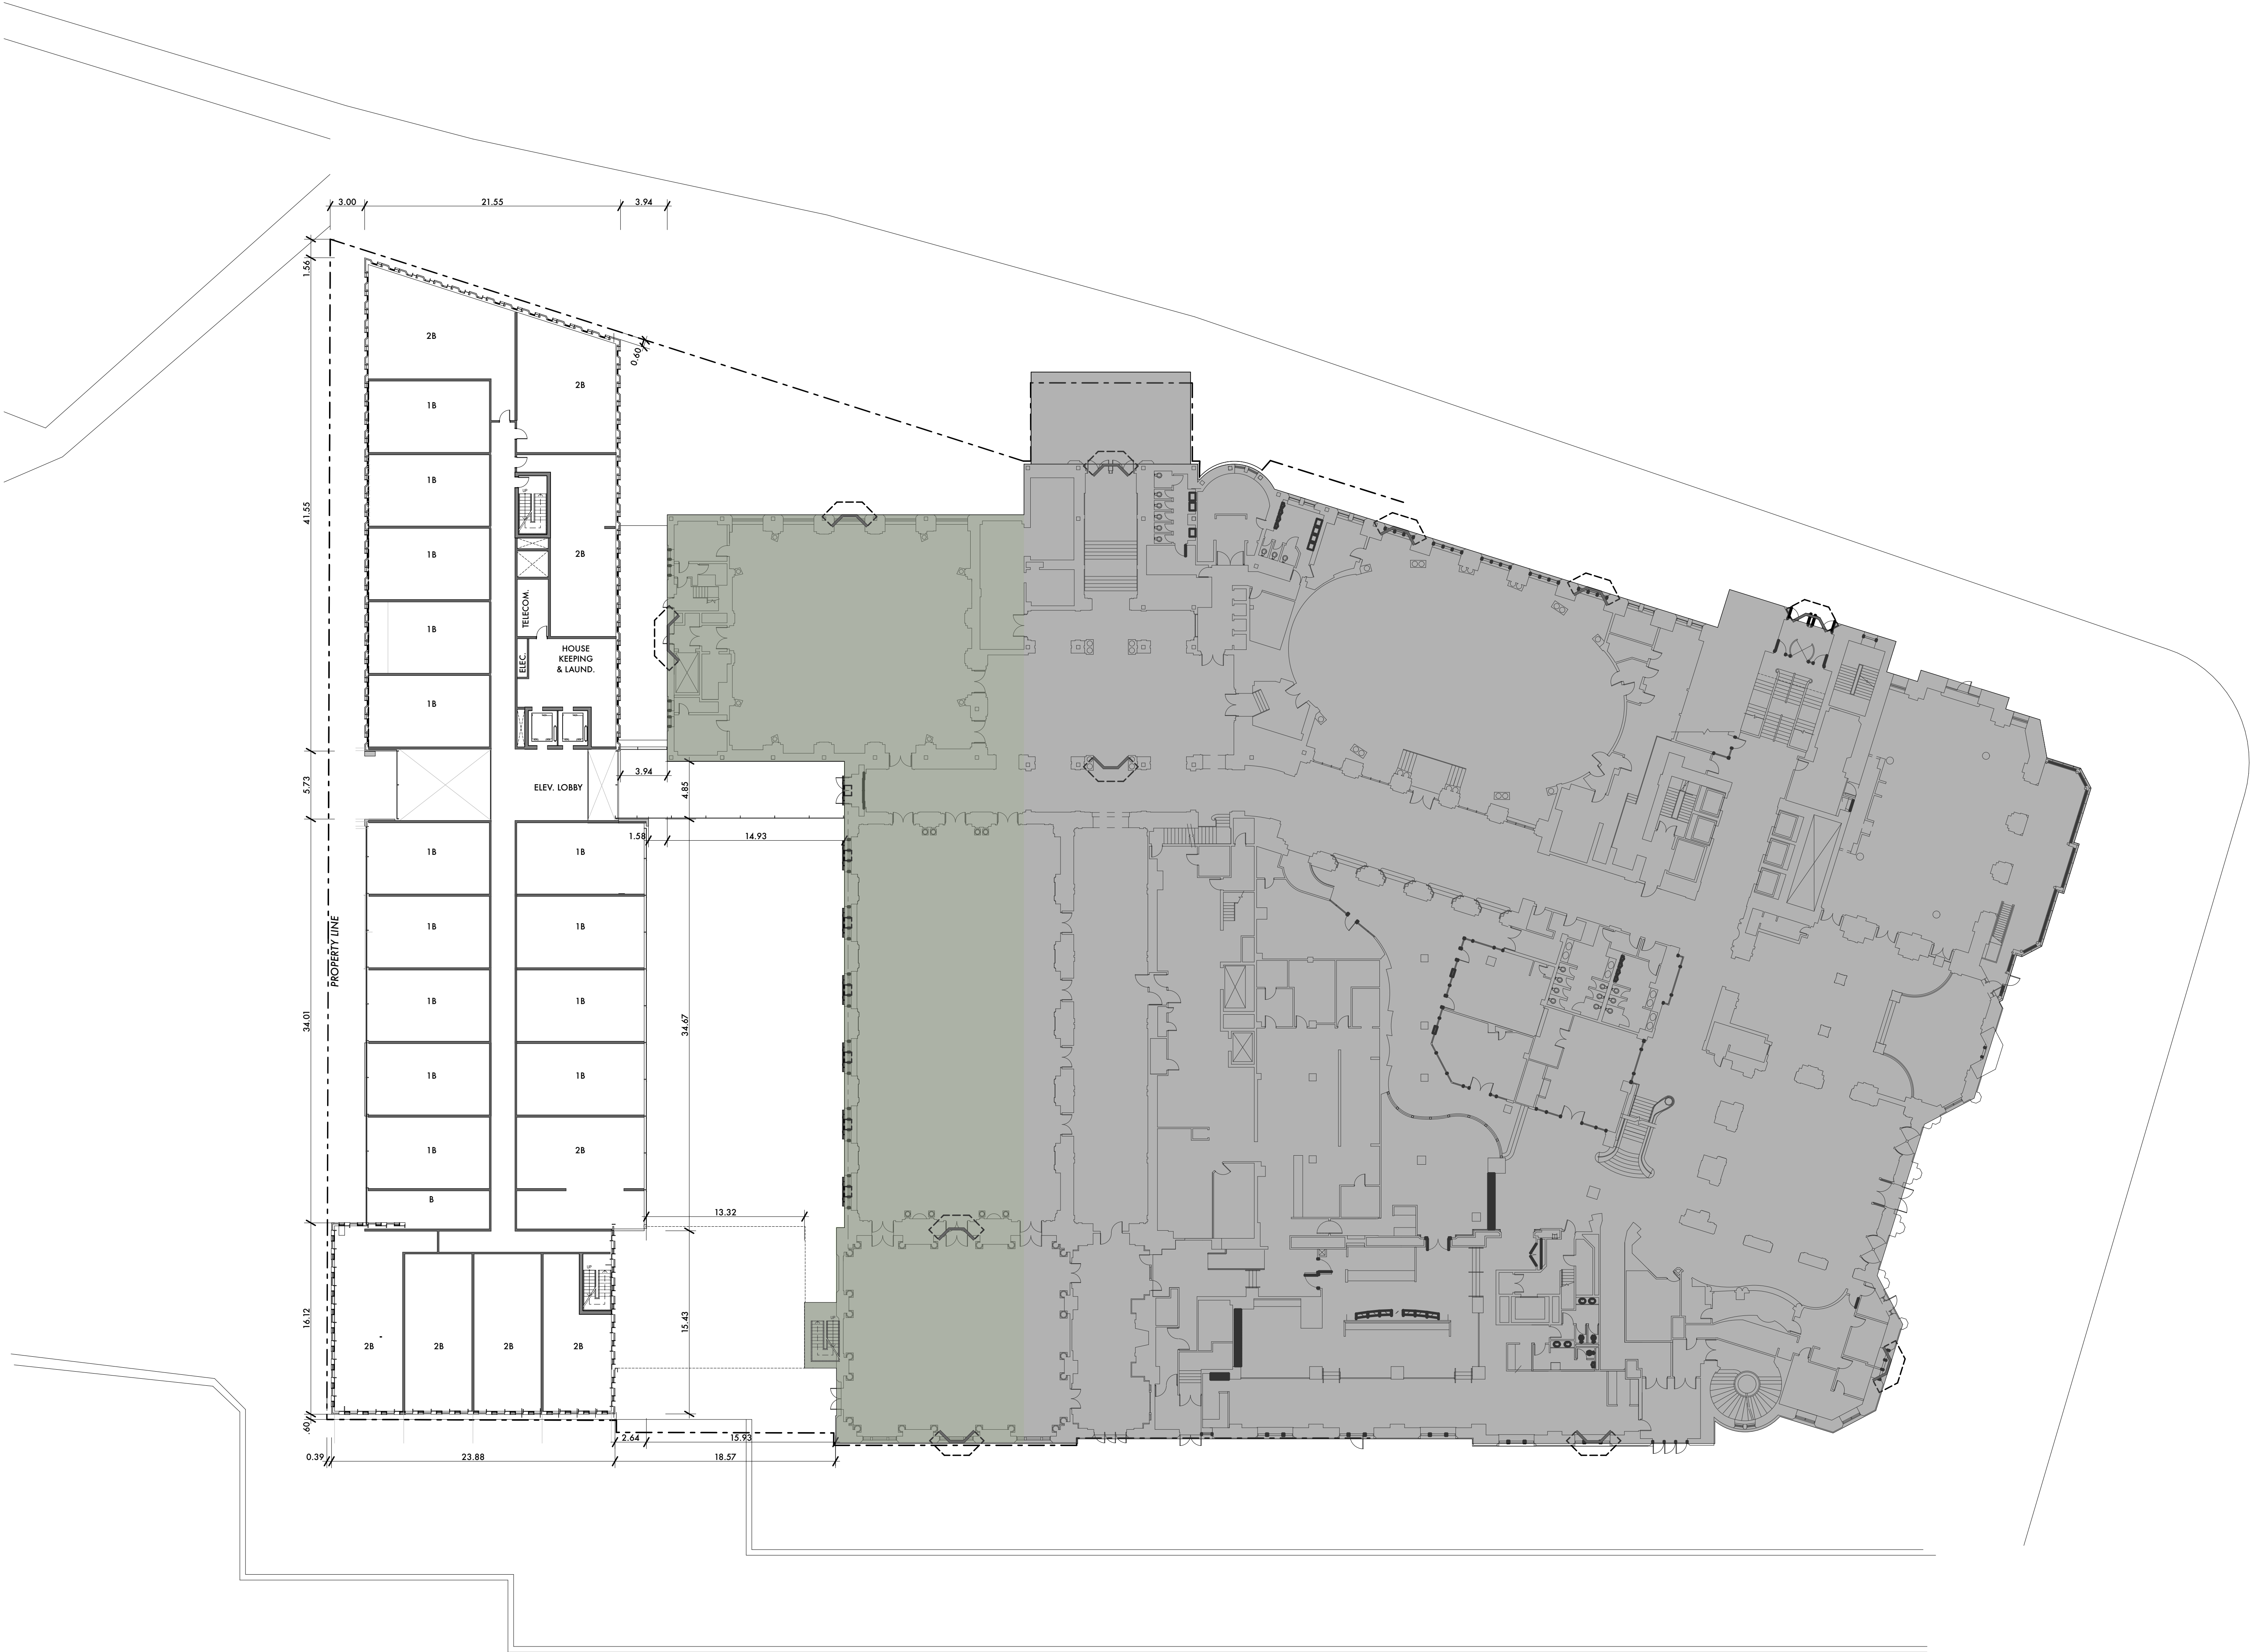 3.00 21.55 3.94
1.56
0.60
2B
2B
1B
1B
UP
41.55
1B
2B
TELECOM.
1B
ELEC.
HOUSE
KEEPING
& LAUND.
1B
5.73
ELEV. LOBBY
3.94
4.85
1.58 14.93
1B 1B
PROPERTY LINE
1B 1B
34.01
1B 1B
34.67
1B 1B
1B 2B
B
13.32
UP
16.12
15.43
UP
2B 2B 2B 2B
.60
2.64 15.93
0.39 23.88 18.57